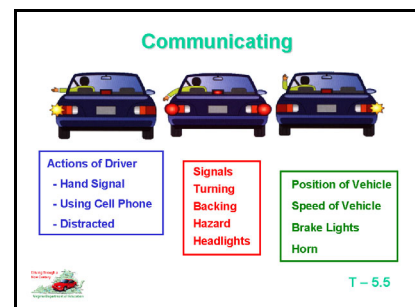 Communicating
Actions of Driver
- Hand Signal
- Using Cell Phone
- Distracted
Signals
Turning
Backing
Hazard
Headlights
Position of Vehicle
Speed of Vehicle
Brake Lights
Horn
T – 5.5